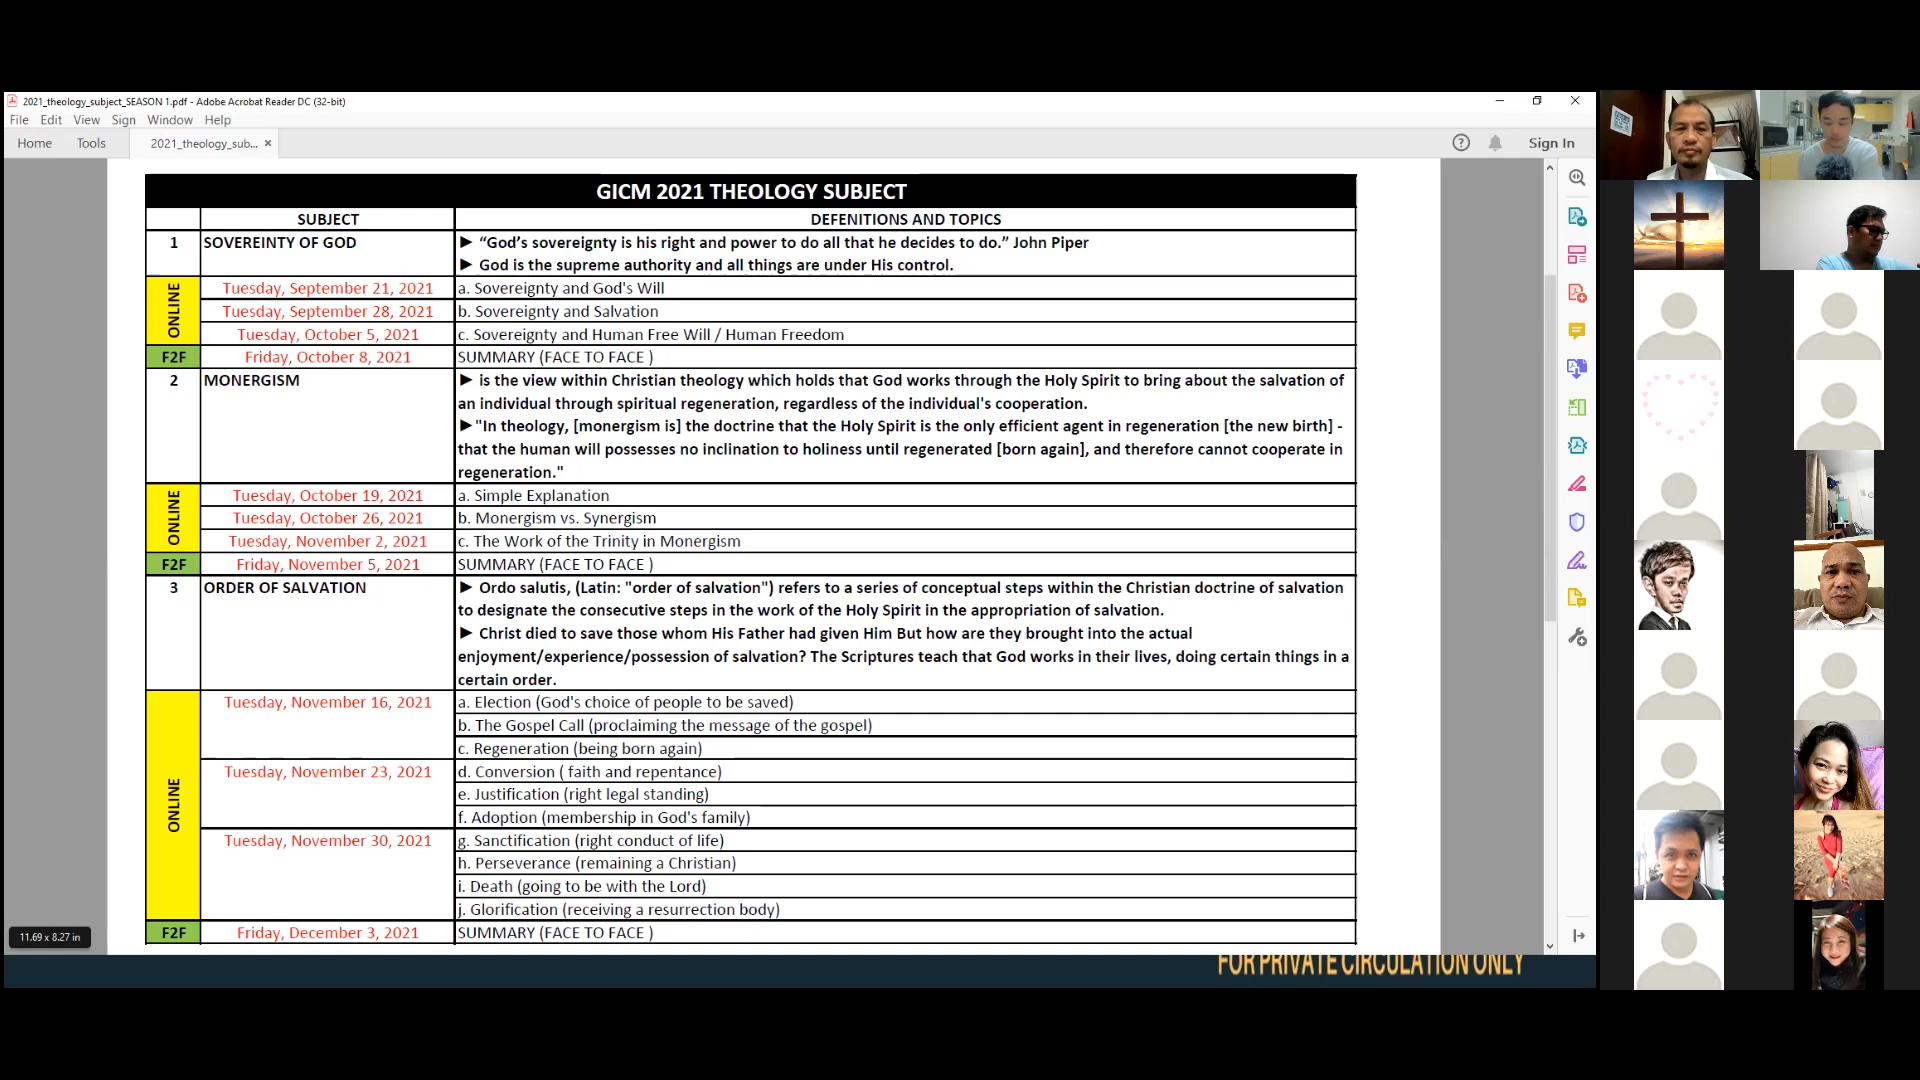 2021_theology_subject_SEASON 1.pdf - Adobe Acrobat Reader DC (32-bit)
File Edit View Sign Window Help
Home Tools 2021_theology_sub... × Sign In
GICM 2021 THEOLOGY SUBJECT
SUBJECT DEFENITIONS AND TOPICS
1 SOVEREINTY OF GOD ► “God’s sovereignty is his right and power to do all that he decides to do.” John Piper
► God is the supreme authority and all things are under His control.
ONLINE
Tuesday, September 21, 2021 a. Sovereignty and God's Will
Tuesday, September 28, 2021 b. Sovereignty and Salvation
Tuesday, October 5, 2021 c. Sovereignty and Human Free Will / Human Freedom
F2F Friday, October 8, 2021 SUMMARY (FACE TO FACE )
2 MONERGISM ► is the view within Christian theology which holds that God works through the Holy Spirit to bring about the salvation of
an individual through spiritual regeneration, regardless of the individual's cooperation.
►"In theology, [monergism is] the doctrine that the Holy Spirit is the only efficient agent in regeneration [the new birth] -
that the human will possesses no inclination to holiness until regenerated [born again], and therefore cannot cooperate in
regeneration."
ONLINE
Tuesday, October 19, 2021 a. Simple Explanation
Tuesday, October 26, 2021 b. Monergism vs. Synergism
Tuesday, November 2, 2021 c. The Work of the Trinity in Monergism
F2F Friday, November 5, 2021 SUMMARY (FACE TO FACE )
3 ORDER OF SALVATION ► Ordo salutis, (Latin: "order of salvation") refers to a series of conceptual steps within the Christian doctrine of salvation
to designate the consecutive steps in the work of the Holy Spirit in the appropriation of salvation.
► Christ died to save those whom His Father had given Him But how are they brought into the actual
enjoyment/experience/possession of salvation? The Scriptures teach that God works in their lives, doing certain things in a
certain order.
ONLINE
Tuesday, November 16, 2021 a. Election (God's choice of people to be saved)
b. The Gospel Call (proclaiming the message of the gospel)
c. Regeneration (being born again)
Tuesday, November 23, 2021 d. Conversion ( faith and repentance)
e. Justification (right legal standing)
f. Adoption (membership in God's family)
Tuesday, November 30, 2021 g. Sanctification (right conduct of life)
h. Perseverance (remaining a Christian)
i. Death (going to be with the Lord)
j. Glorification (receiving a resurrection body)
F2F Friday, December 3, 2021 SUMMARY (FACE TO FACE )
11.69 x 8.27 in
FOR PRIVATE CIRCULATION ONLY